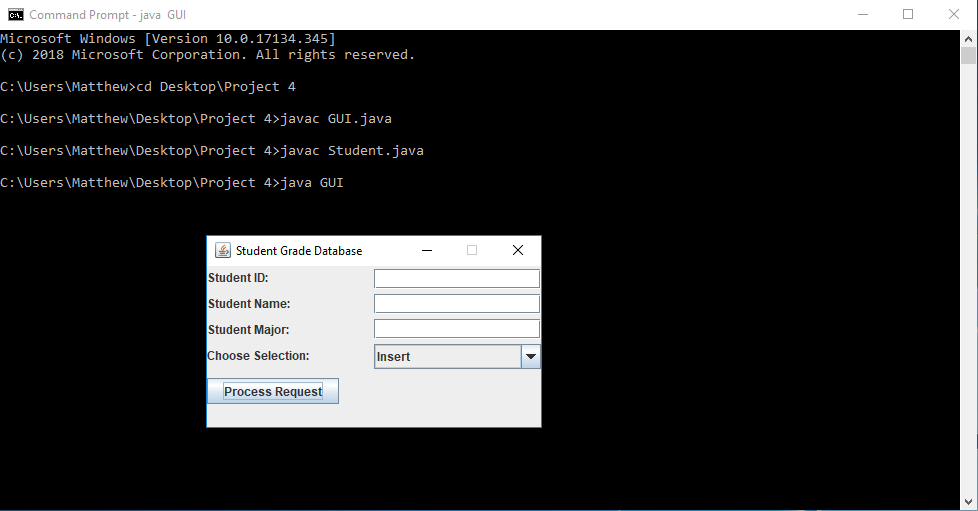 Command Prompt - java  GUI
Microsoft Windows [Version 10.0.17134.345]
(c) 2018 Microsoft Corporation. All rights reserved.
C:\Users\Matthew>cd Desktop\Project 4
C:\Users\Matthew\Desktop\Project 4>javac GUI.java
C:\Users\Matthew\Desktop\Project 4>javac Student.java
C:\Users\Matthew\Desktop\Project 4>java GUI
Student Grade Database
Student ID:
Student Name:
Student Major:
Choose Selection: Insert
Process Request